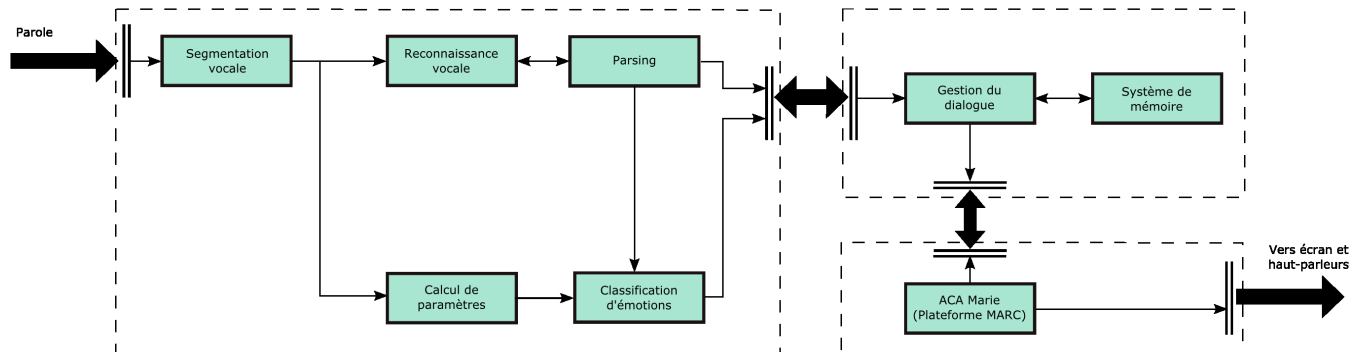 Parole
Segmentation
vocale
Reconnaissance
vocale
Parsing
Gestion du
dialogue
Système de
mémoire
Calcul de
paramètres
Classification
d'émotions
ACA Marie
(Plateforme MARC)
Vers écran et
haut-parleurs